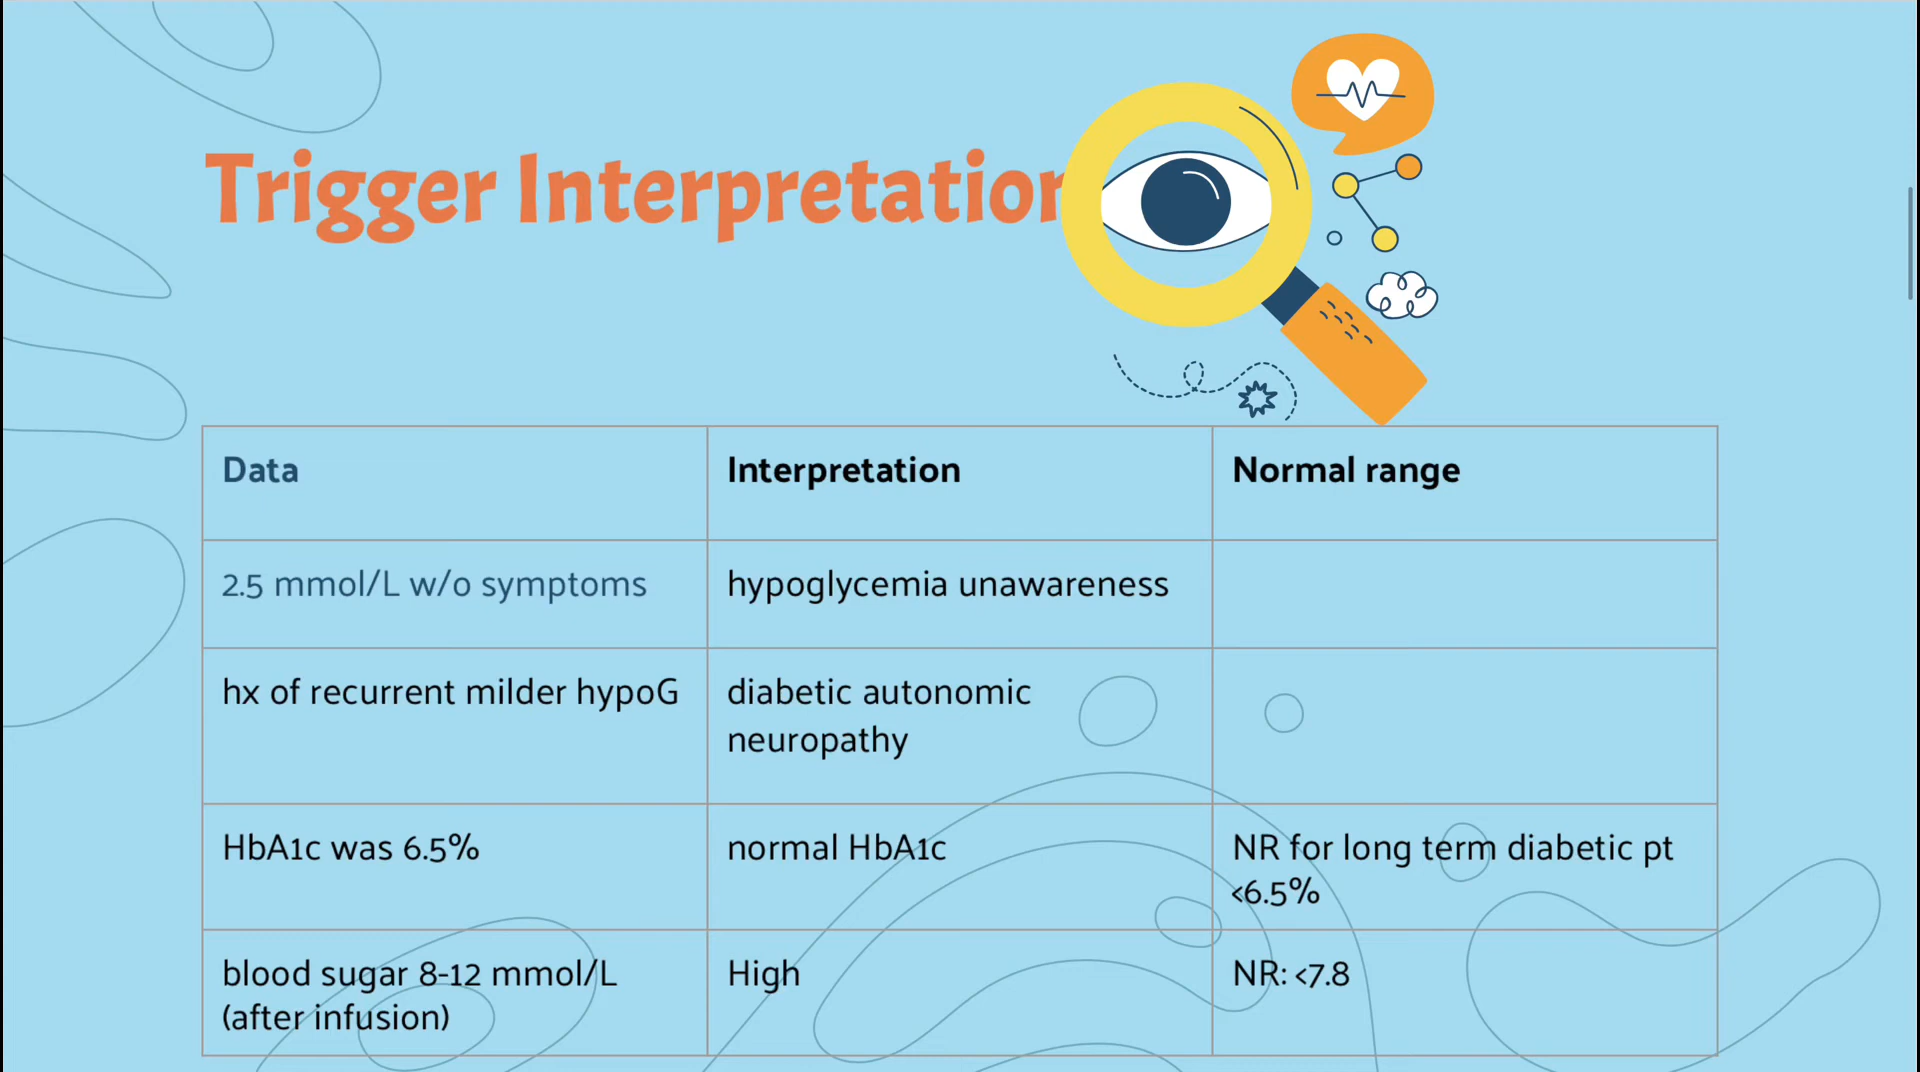 Trigger Interpretation
Data
Interpretation
Normal range
2.5 mmol/L w/o symptoms
hypoglycemia unawareness
hx of recurrent milder hypoG
diabetic autonomic
neuropathy
HbA1c was 6.5%
normal HbA1c
NR for long term diabetic pt
<6.5%
blood sugar 8-12 mmol/L
(after infusion)
High
NR: <7.8